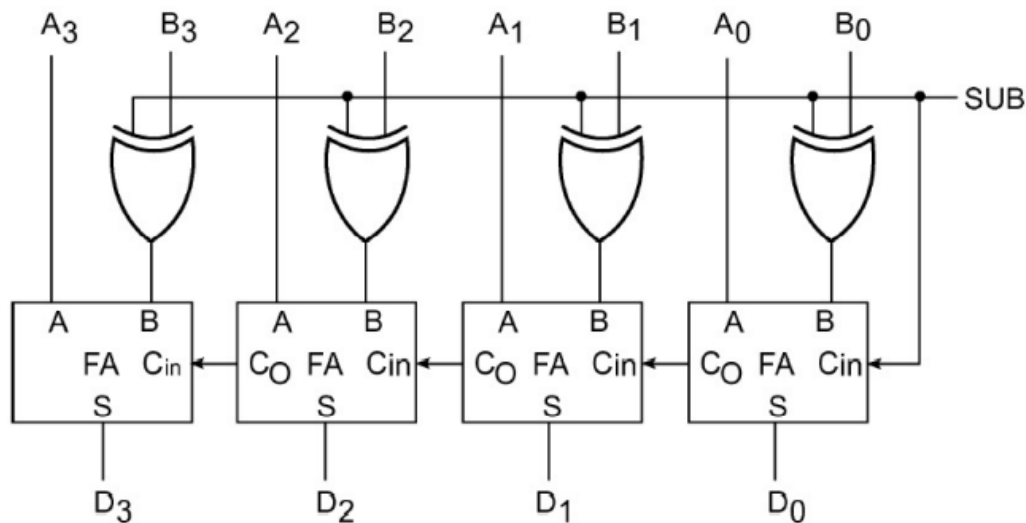 A3 B3 A2 B2 A1 B1 A0 B0
SUB
A B A B A B A B
FA Cin CO FA Cin CO FA Cin CO FA Cin
S S S S
D3 D2 D1 D0